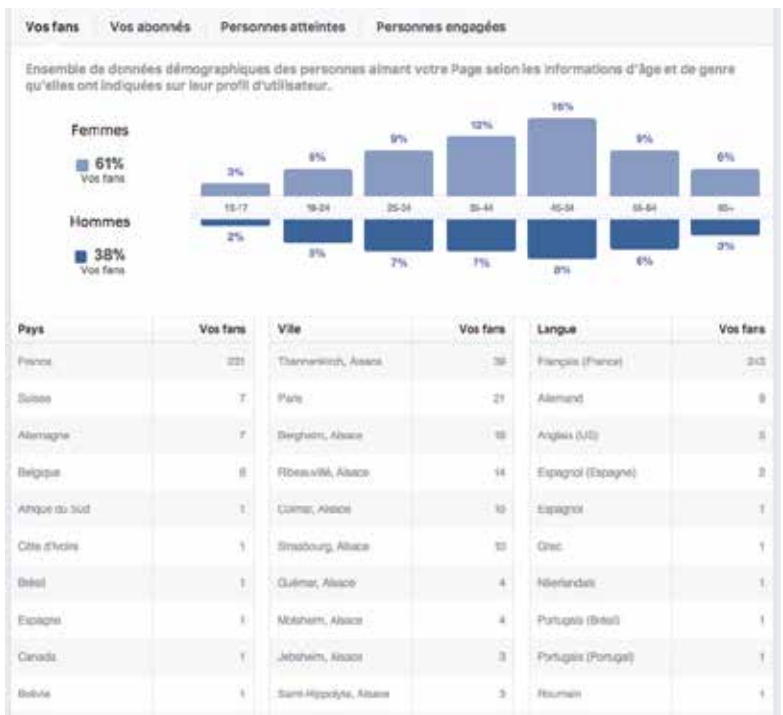 Vos fans Vos abonnés Personnes atteintes Personnes engagées
Ensemble de données démographiques des personnes aimant votre Page selon les informations d'âge et de genre
qu'elles ont indiquées sur leur profil d'utilisateur.
Femmes
61%
Vos fans
3% 6% 9% 12% 16% 9% 6%
13-17 18-24 25-34 35-44 45-54 55-64 65+
Hommes
38%
Vos fans
2% 5% 7% 7% 8% 6% 3%
Pays Vos fans Ville Vos fans Langue Vos fans
France Thannenkirch, Alsace Français (France) 243
Suisse 7 Paris 21 Allemand
Allemagne 7 Bergheim, Alsace Anglais (US)
Belgique Ribeauvillé, Alsace 14 Espagnol (Espagne) 2
Afrique du Sud 1 Colmar, Alsace 10 Espagnol 1
Côte d'Ivoire 1 Strasbourg, Alsace 10 Grec 1
Brésil 1 Guémar, Alsace 4 Néerlandais 1
Espagne 1 Molsheim, Alsace 4 Portugais (Brésil) 1
Canada 1 Jebsheim, Alsace 3 Portugais (Portugal) 1
Bolivie 1 Saint-Hippolyte, Alsace 3 Roumain 1